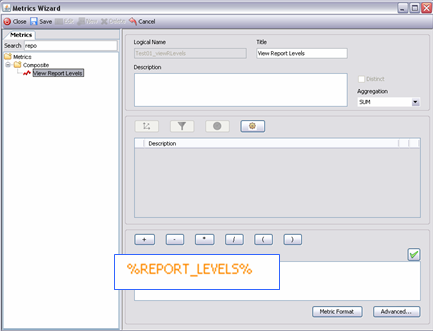 Metrics Wizard
Close Save Edit New Delete Cancel
Metrics
Search repo
Metrics
Composite
View Report Levels
Logical Name
Title
View Report Levels
Description
Distinct
Aggregation
SUM
Description
+ - * / ( )
%REPORT_LEVELS%
Metric Format Advanced...